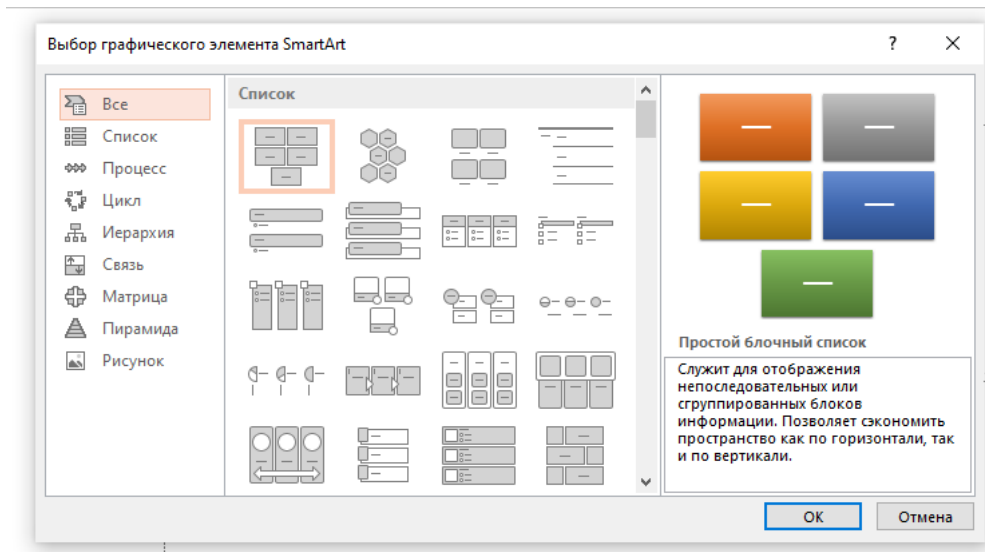 Выбор графического элемента SmartArt
?
Все
Список
Процесс
Цикл
Иерархия
Связь
Матрица
Пирамида
Рисунок
Список
Простой блочный список
Служит для отображения
непоследовательных или
сгруппированных блоков
информации. Позволяет сэкономить
пространство как по горизонтали, так
и по вертикали.
ОК
Отмена